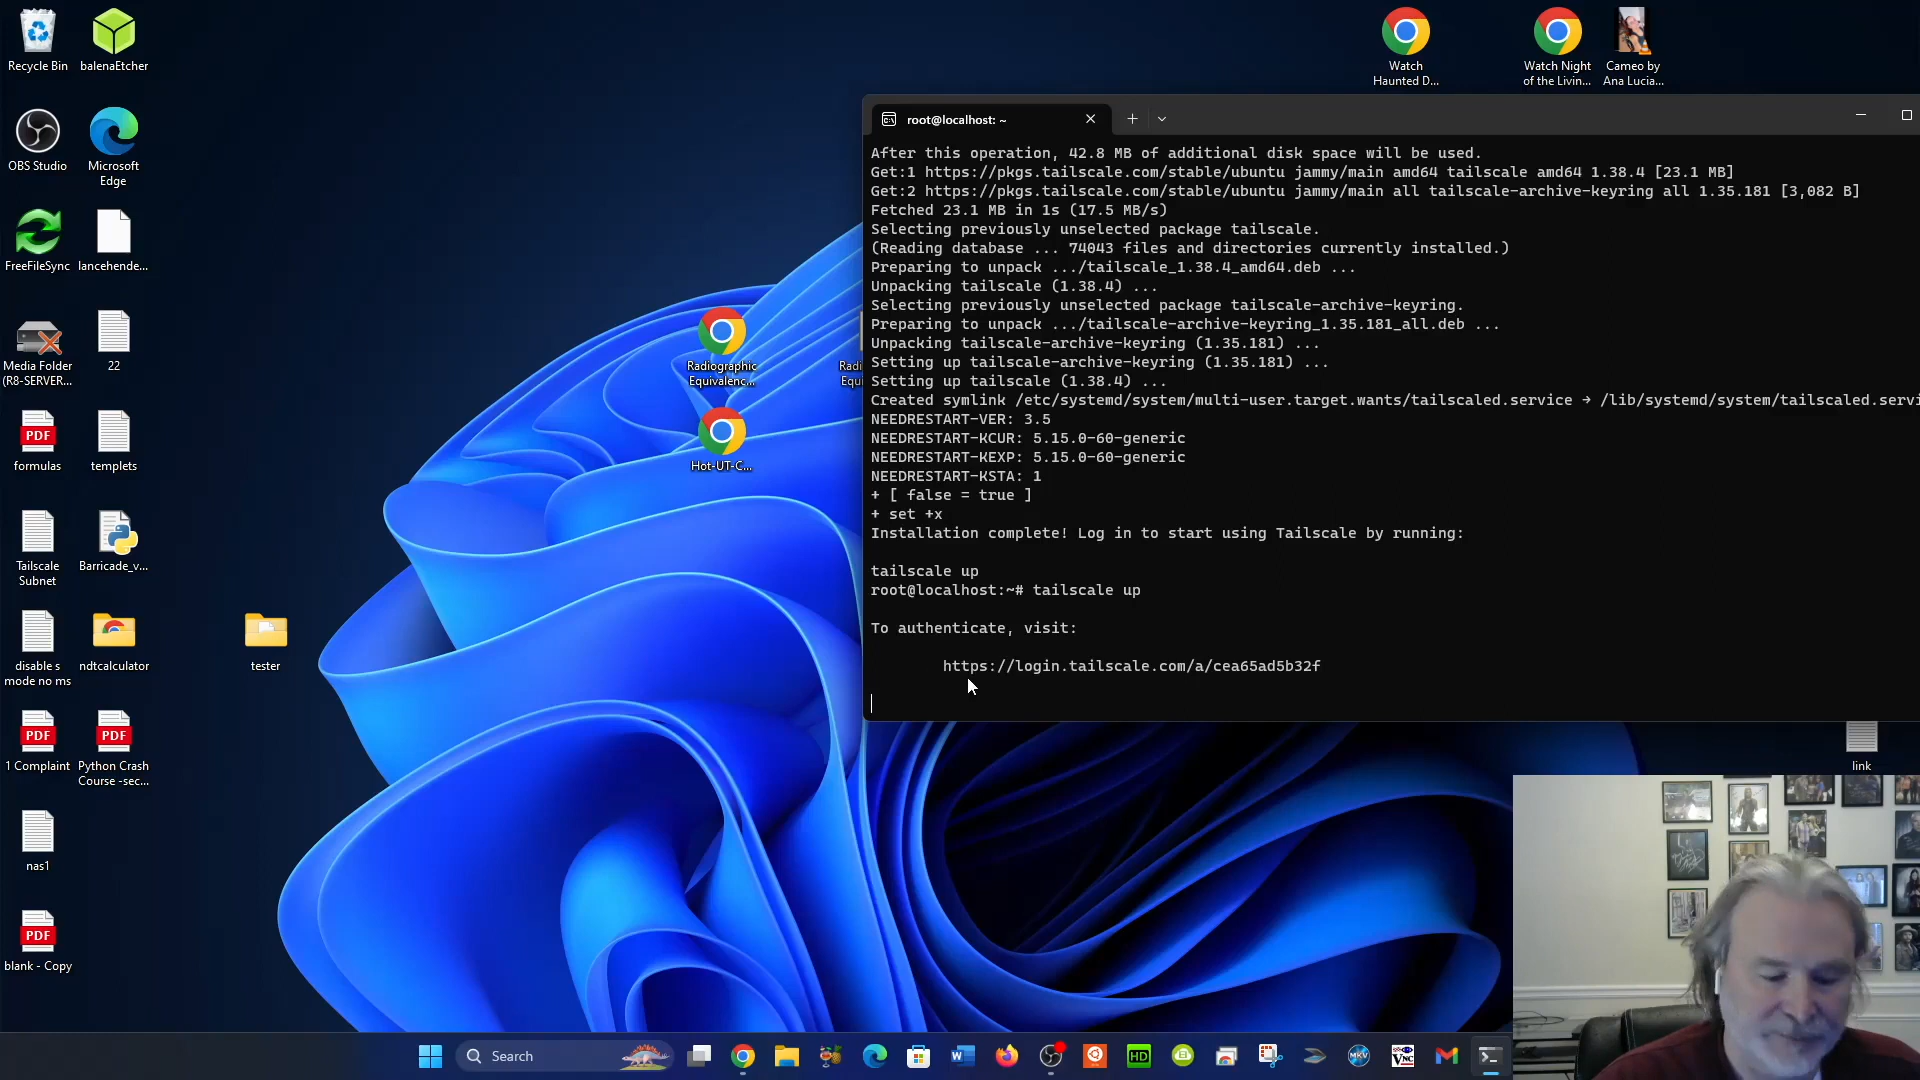 Recycle Bin
balenaEtcher
OBS Studio
Microsoft
Edge
FreeFileSync
lancehende...
Media Folder
(R8-SERVER...
22
formulas
templets
Tailscale
Subnet
Barricade_v...
disable s
mode no ms
ndtcalculator
tester
1 Complaint
Python Crash
Course -sec...
nas1
blank - Copy
PDF
PDF
PDF
PDF
Radiographic
Equivalenc...
Hot-UT-C...
Watch
Haunted D...
Watch Night
of the Livin...
Cameo by
Ana Lucia...
root@localhost: ~
After this operation, 42.8 MB of additional disk space will be used.
Get:1 https://pkgs.tailscale.com/stable/ubuntu jammy/main amd64 tailscale amd64 1.38.4 [23.1 MB]
Get:2 https://pkgs.tailscale.com/stable/ubuntu jammy/main all tailscale-archive-keyring all 1.35.181 [3,082 B]
Fetched 23.1 MB in 1s (17.5 MB/s)
Selecting previously unselected package tailscale.
(Reading database ... 74043 files and directories currently installed.)
Preparing to unpack .../tailscale_1.38.4_amd64.deb ...
Unpacking tailscale (1.38.4) ...
Selecting previously unselected package tailscale-archive-keyring.
Preparing to unpack .../tailscale-archive-keyring_1.35.181_all.deb ...
Unpacking tailscale-archive-keyring (1.35.181) ...
Setting up tailscale-archive-keyring (1.35.181) ...
Setting up tailscale (1.38.4) ...
Created symlink /etc/systemd/system/multi-user.target.wants/tailscaled.service → /lib/systemd/system/tailscaled.servi
NEEDRESTART-VER: 3.5
NEEDRESTART-KCUR: 5.15.0-60-generic
NEEDRESTART-KEXP: 5.15.0-60-generic
NEEDRESTART-KSTA: 1
+ [ false = true ]
+ set +x
Installation complete! Log in to start using Tailscale by running:
tailscale up
root@localhost:~# tailscale up
To authenticate, visit:
https://login.tailscale.com/a/cea65ad5b32f
link
Search
HD
MKV
VNC